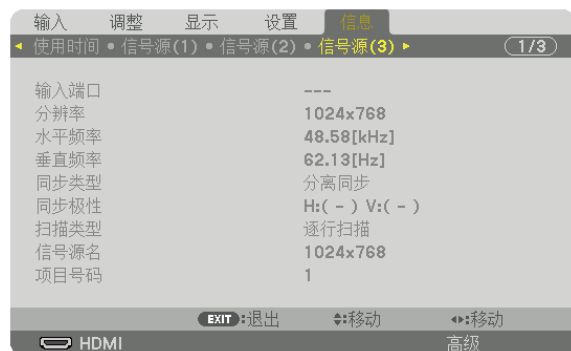 输入 调整 显示 设置 信息
◂ 使用时间 • 信号源(1) • 信号源(2) • 信号源(3) ▸ 1/3
输入端口 ---
分辨率 1024x768
水平频率 48.58[kHz]
垂直频率 62.13[Hz]
同步类型 分离同步
同步极性 H:( − ) V:( − )
扫描类型 逐行扫描
信号源名 1024x768
项目号码 1
EXIT:退出 ♦:移动 ◂▸:移动
HDMI 高级